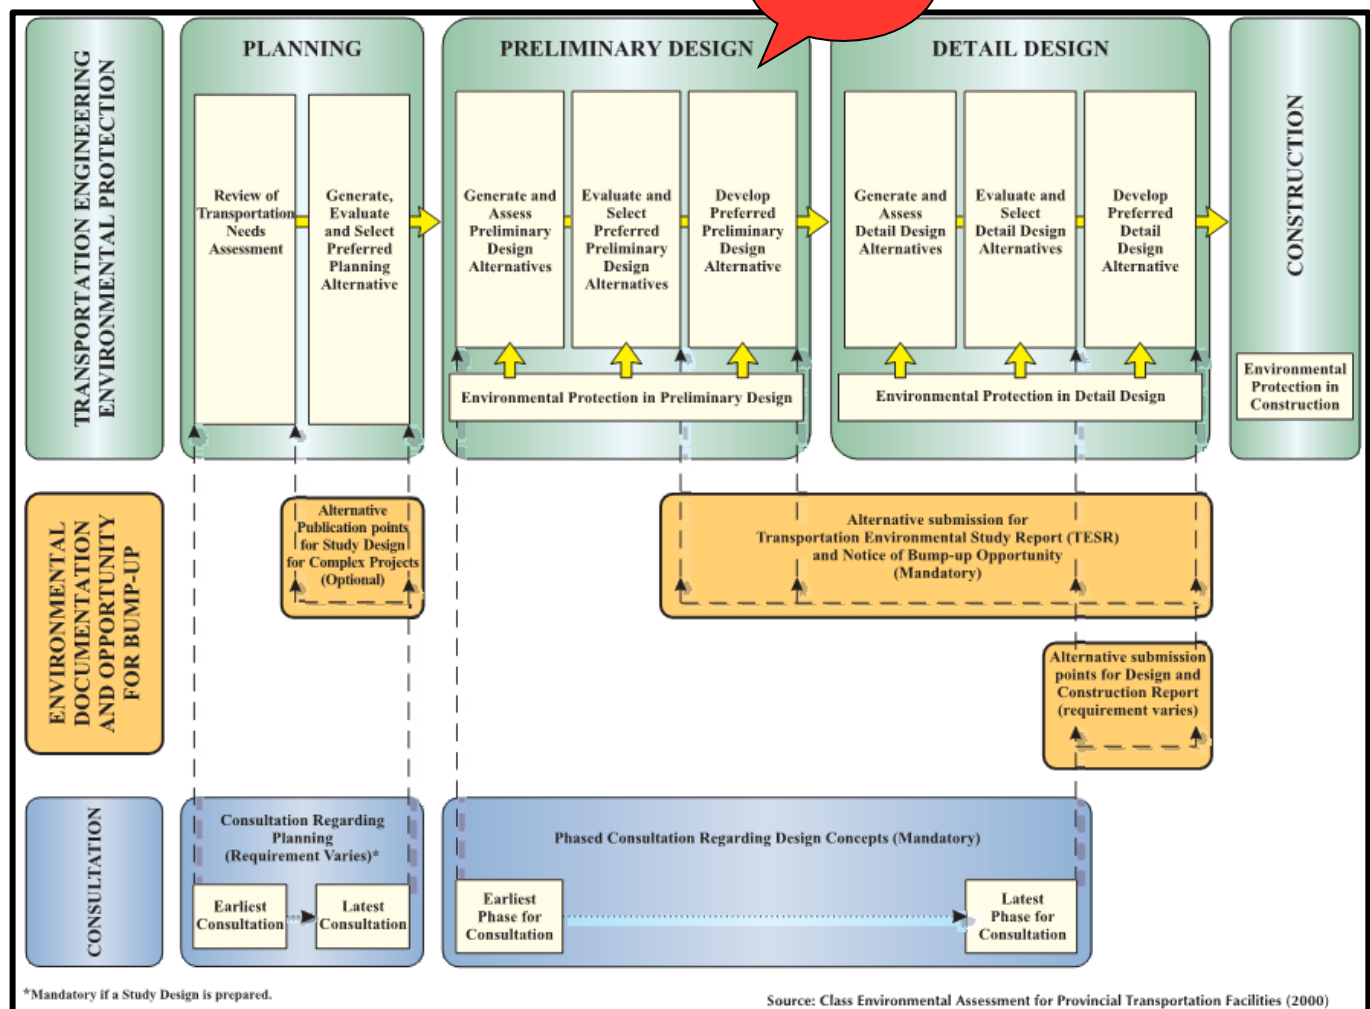 TRANSPORTATION ENGINEERING
ENVIRONMENTAL PROTECTION
PLANNING
Review of
Transportation
Needs
Assessment
Generate,
Evaluate
and Select
Preferred
Planning
Alternative
PRELIMINARY DESIGN
Generate and
Assess
Preliminary
Design
Alternatives
Evaluate and
Select
Preferred
Preliminary
Design
Alternatives
Develop
Preferred
Preliminary
Design
Alternative
Environmental Protection in Preliminary Design
DETAIL DESIGN
Generate and
Assess
Detail Design
Alternatives
Evaluate and
Select
Detail Design
Alternatives
Develop
Preferred
Detail
Design
Alternative
Environmental Protection in Detail Design
CONSTRUCTION
Environmental
Protection in
Construction
ENVIRONMENTAL
DOCUMENTATION
AND OPPORTUNITY
FOR BUMP-UP
Alternative
Publication points
for Study Design
for Complex Projects
(Optional)
Alternative submission for
Transportation Environmental Study Report (TESR)
and Notice of Bump-up Opportunity
(Mandatory)
Alternative submission
points for Design and
Construction Report
(requirement varies)
CONSULTATION
Consultation Regarding
Planning
(Requirement Varies)*
Earliest
Consultation
Latest
Consultation
Phased Consultation Regarding Design Concepts (Mandatory)
Earliest
Phase for
Consultation
Latest
Phase for
Consultation
*Mandatory if a Study Design is prepared.
Source: Class Environmental Assessment for Provincial Transportation Facilities (2000)